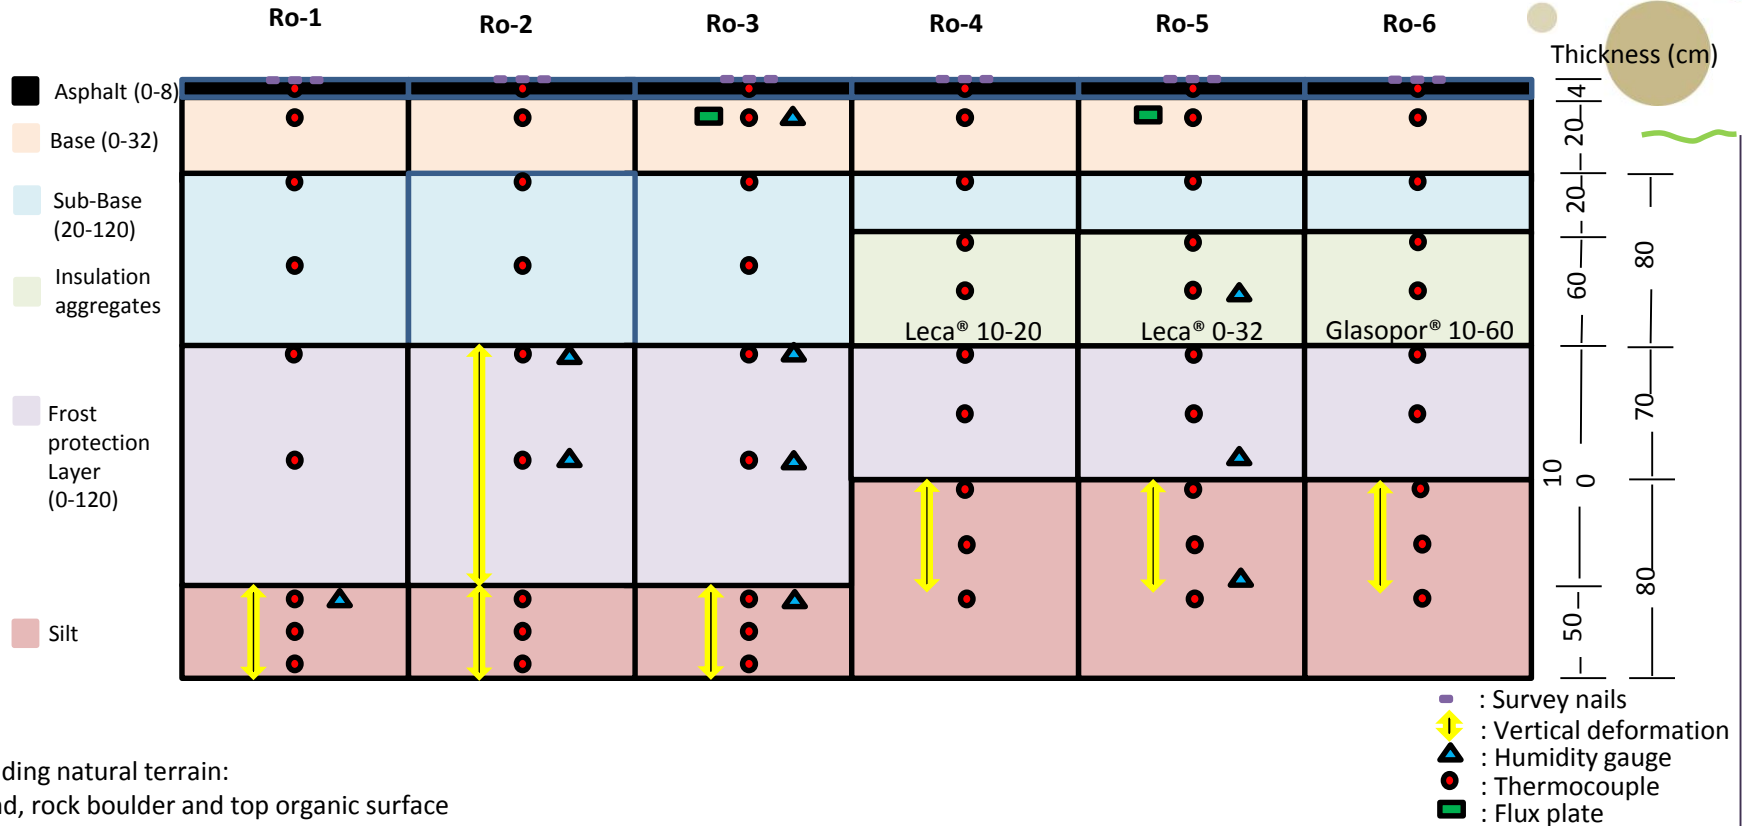 Ro-1
Ro-2
Ro-3
Ro-4
Ro-5
Ro-6
Thickness (cm)
Asphalt (0-8)
Base (0-32)
Sub-Base
(20-120)
Insulation
aggregates
Leca® 10-20
Leca® 0-32
Glasopor® 10-60
Frost
protection
Layer
(0-120)
Silt
4
20
20
60
10
0
50
80
70
80
: Survey nails
: Vertical deformation
: Humidity gauge
: Thermocouple
: Flux plate
ding natural terrain:
, rock boulder and top organic surface